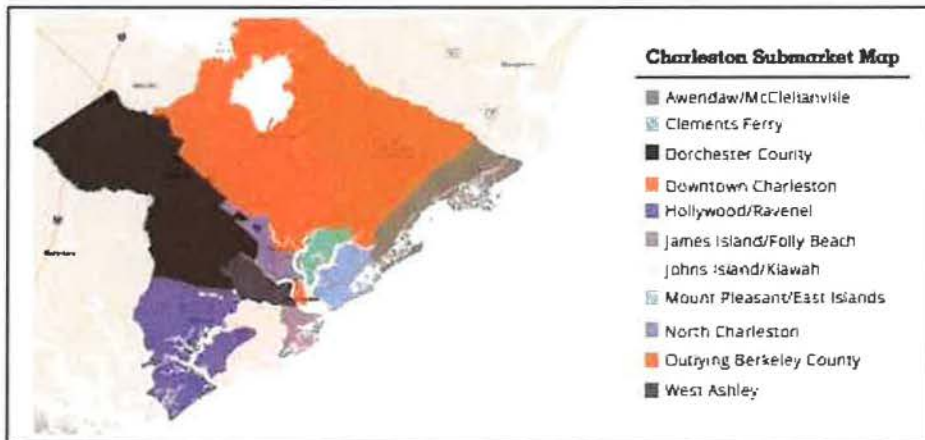 Charleston Submarket Map
Awendaw/McClellanville
Clements Ferry
Dorchester County
Downtown Charleston
Hollywood/Ravenel
James Island/Folly Beach
Johns Island/Kiawah
Mount Pleasant/East Islands
North Charleston
Outlying Berkeley County
West Ashley